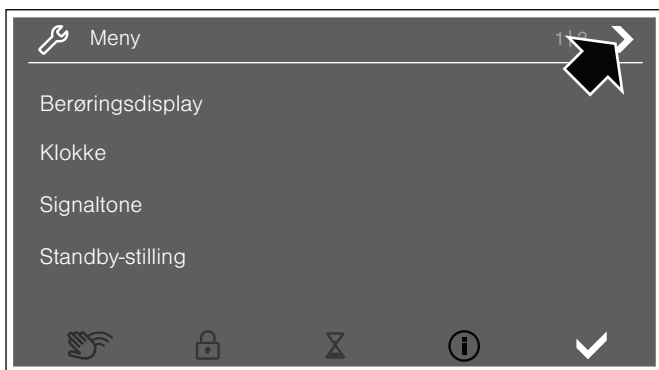 Meny
Berøringsdisplay
Klokke
Signaltone
Standby-stilling